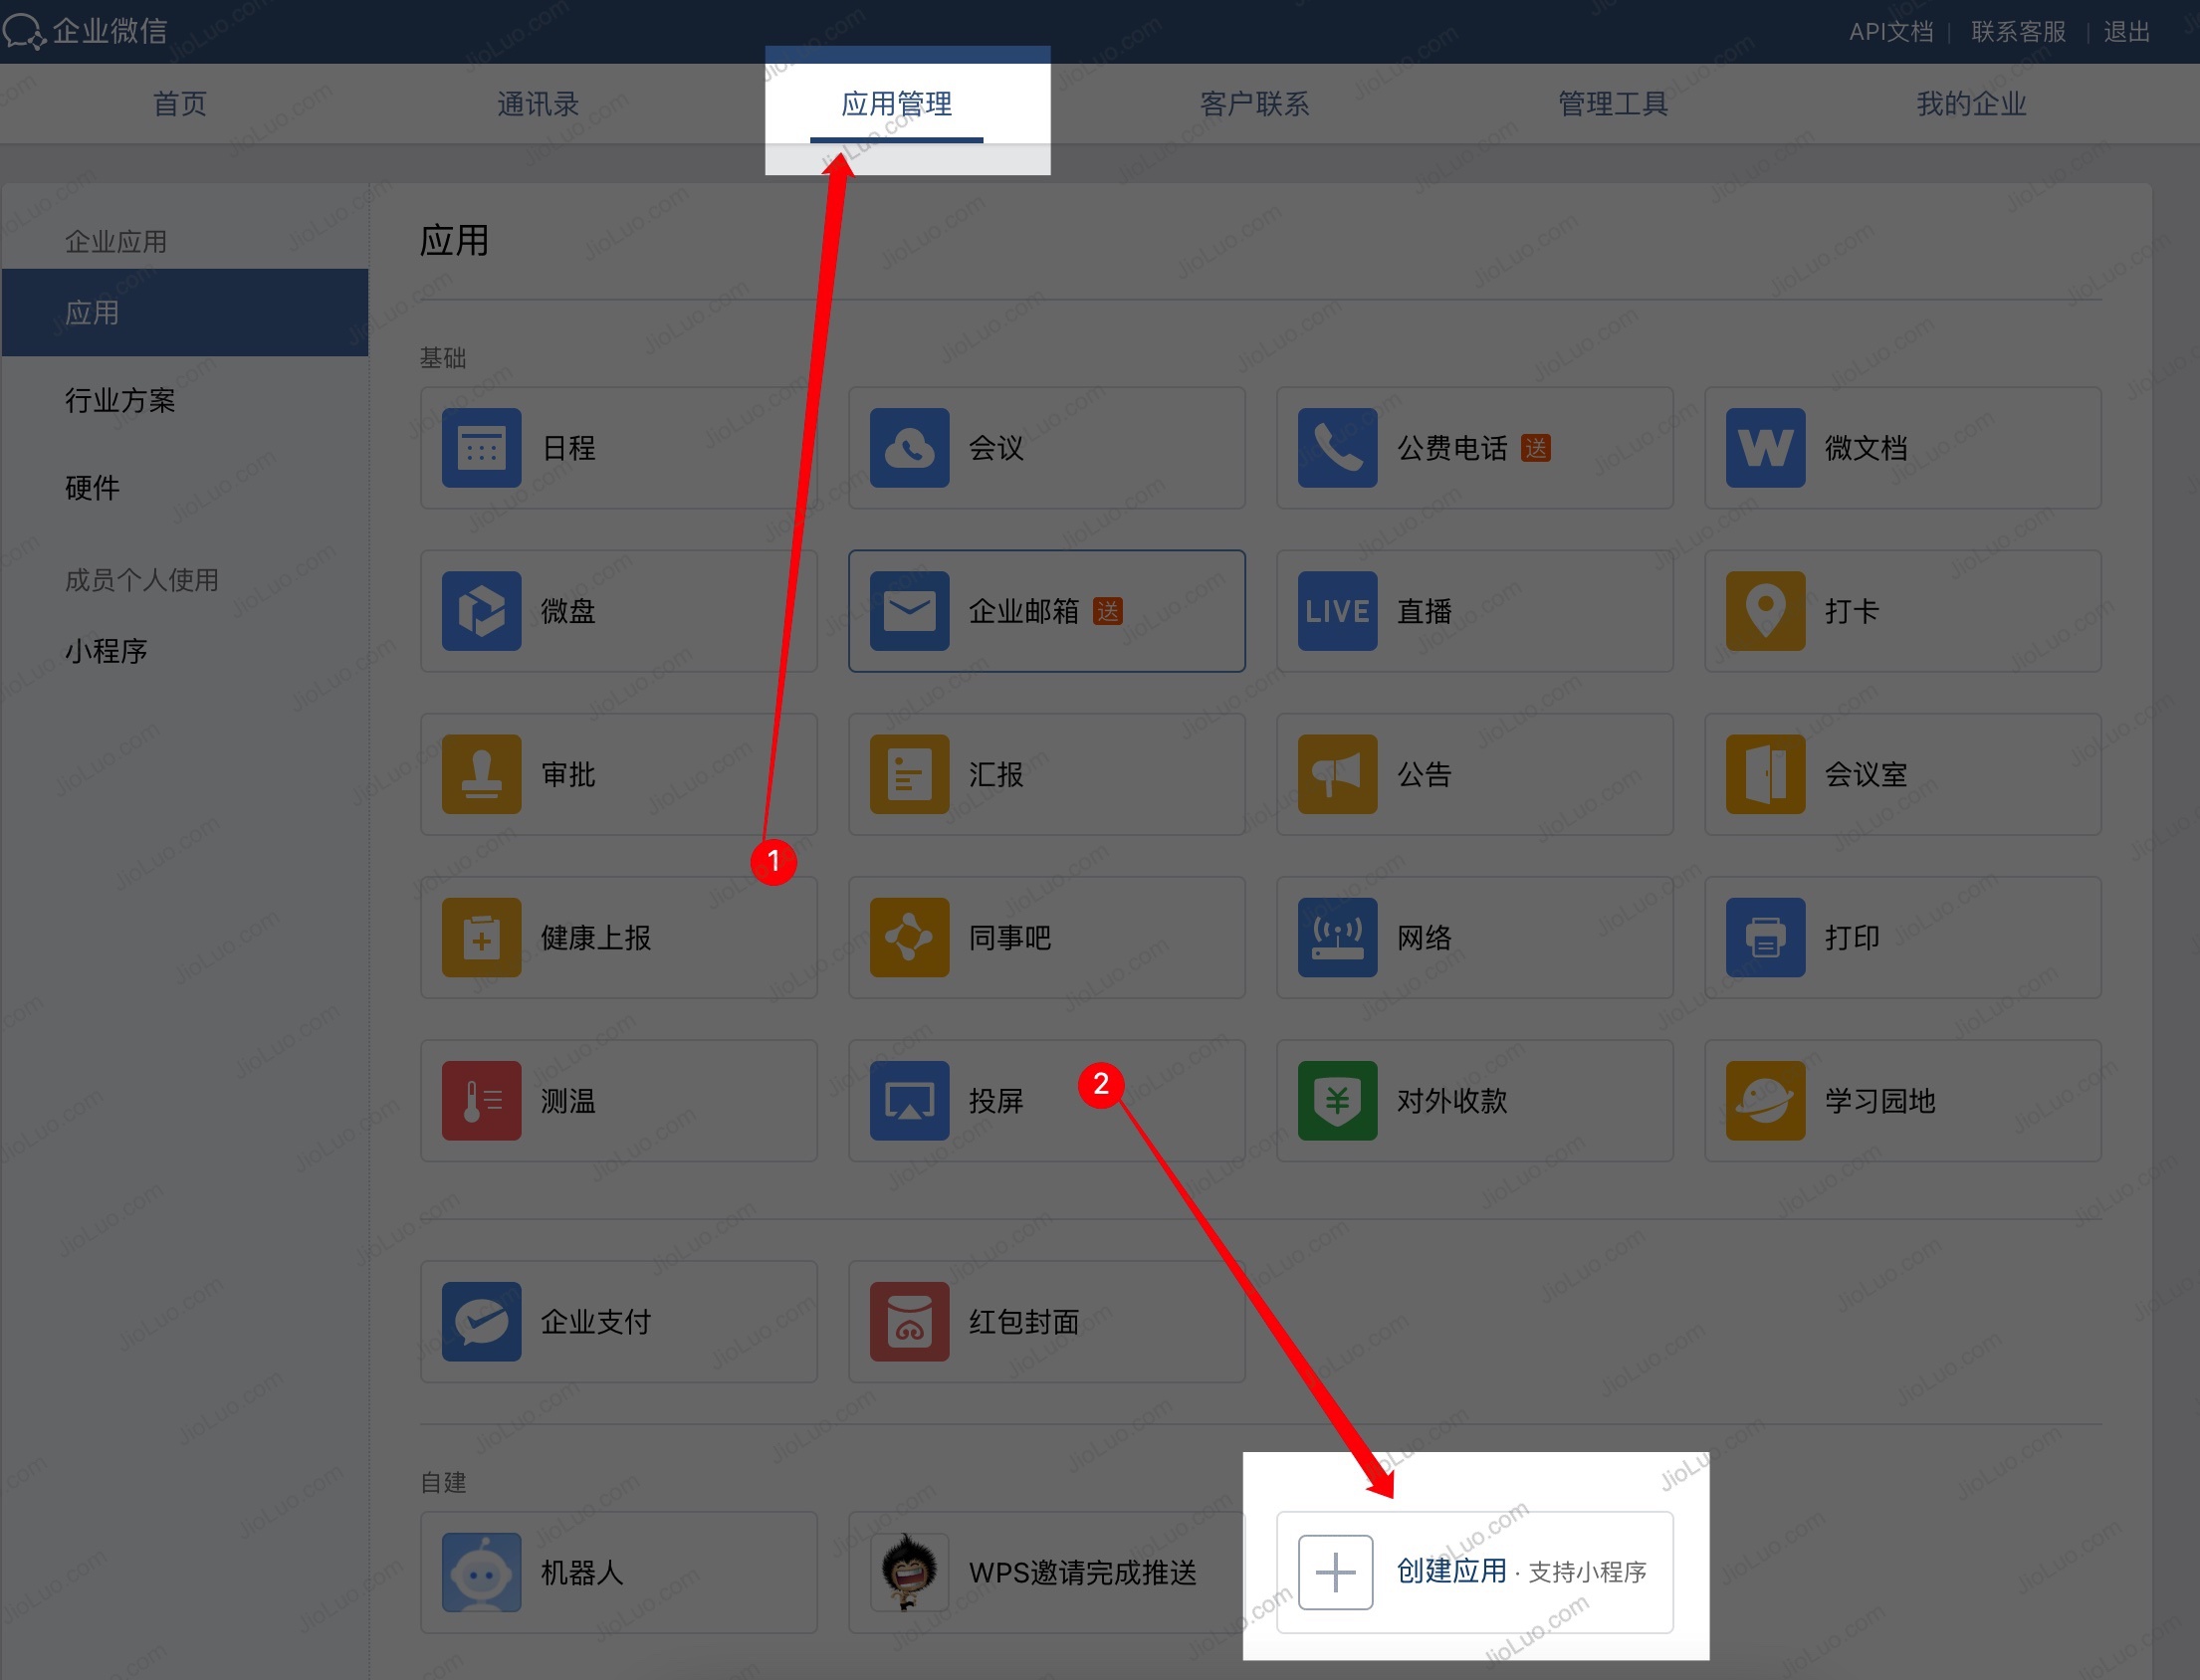 企业微信
API文档 | 联系客服 | 退出
首页 通讯录 应用管理 客户联系 管理工具 我的企业
企业应用
应用
行业方案
硬件
成员个人使用
小程序
应用
基础
日程 会议 公费电话 送 W 微文档
微盘 企业邮箱 送 LIVE 直播 打卡
审批 汇报 公告 会议室
1
健康上报 同事吧 网络 打印
2
测温 投屏 ¥ 对外收款 学习园地
企业支付 红包封面
自建
机器人 WPS邀请完成推送 创建应用 · 支持小程序
JioLuo.com